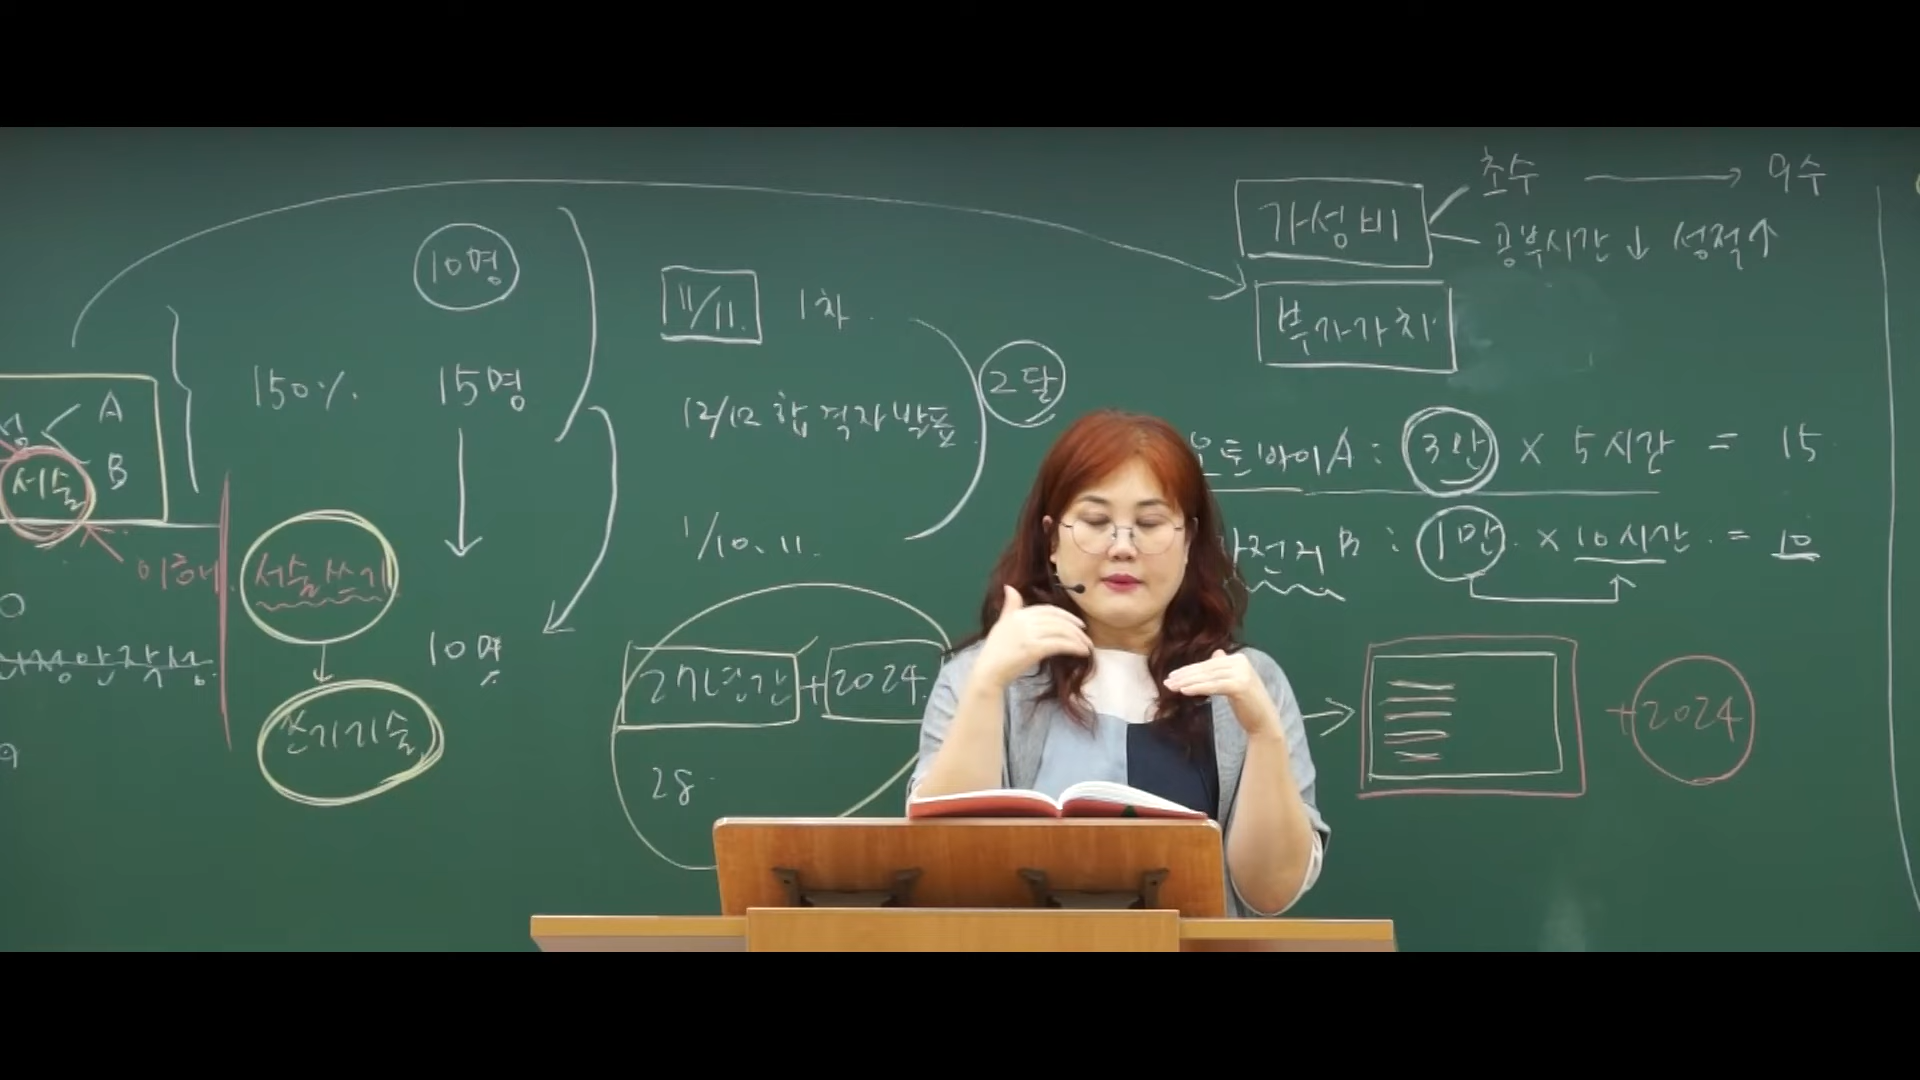 A
B
서술
이해
서술쓰기
쓰기기술
10명
150%. 15명
10명
11/11. 1차.
12/12 합격자발표
1/10. 11.
2달
27년간 + 2024.
28
가성비
초수 → 9수
공부시간↓ 성적↑
부가가치
오토바이A : 3만 × 5시간 = 15
B : 1만. × 10시간. = 10
+2024